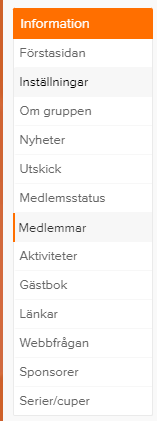 Information
Förstasidan
Inställningar
Om gruppen
Nyheter
Utskick
Medlemsstatus
Medlemmar
Aktiviteter
Gästbok
Länkar
Webbfrågan
Sponsorer
Serier/cuper